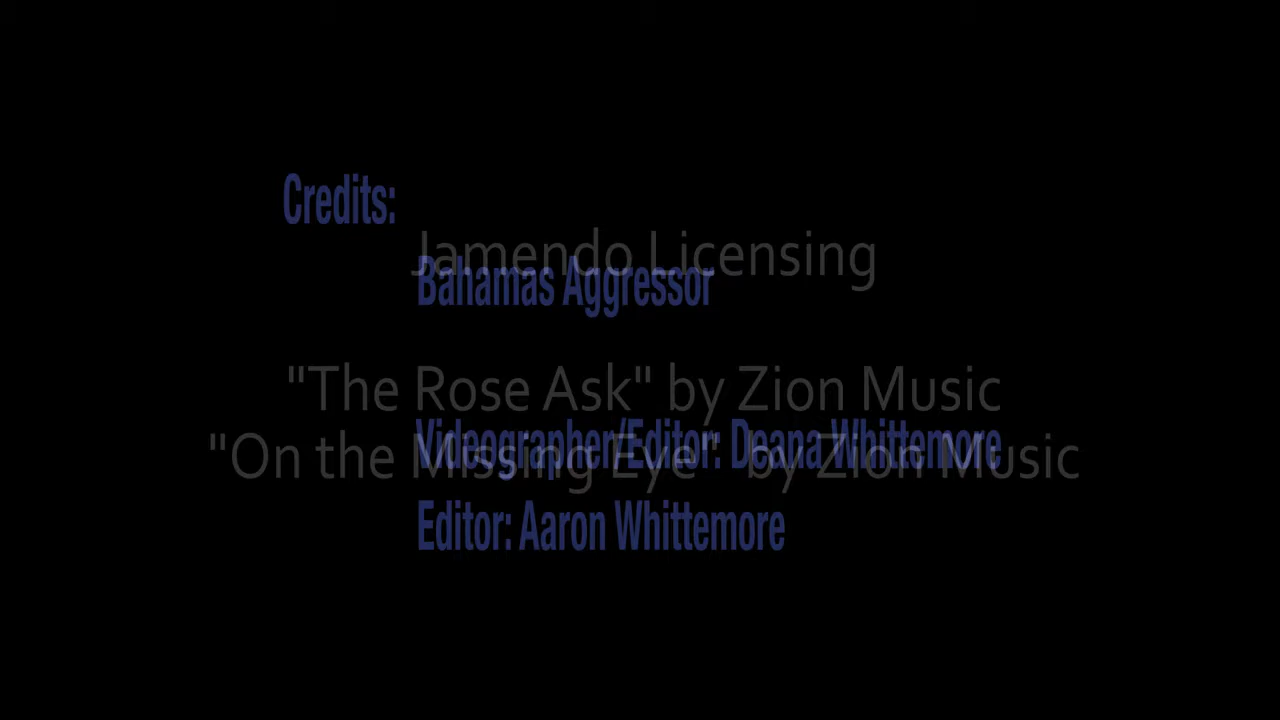 Credits:
Jamendo Licensing
Bahamas Aggressor
"The Rose Ask" by Zion Music
Videographer/Editor: Deana Whittemore
"On the Missing Eye" by Zion Music
Editor: Aaron Whittemore